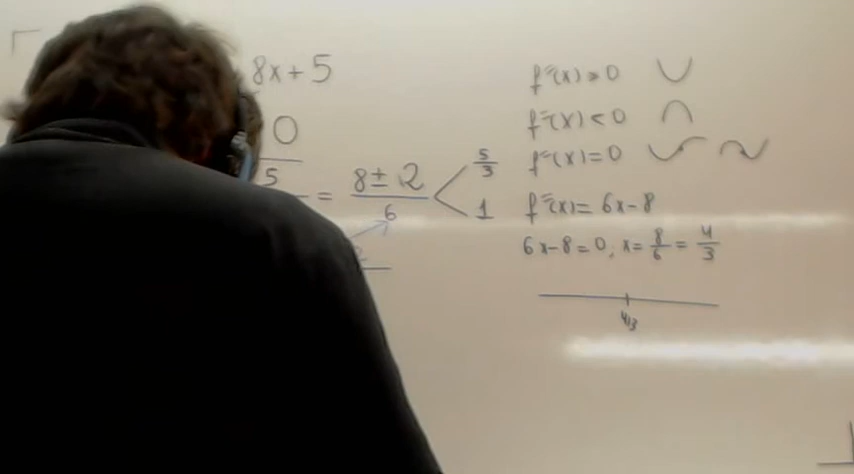 8x+5
0
5
= 8±2/6 < 5/3
1
f"(x)>0 ∪
f"(x)<0 ∩
f"(x)=0
f"(x)=6x-8
6x-8=0, x=8/6=4/3
4/3